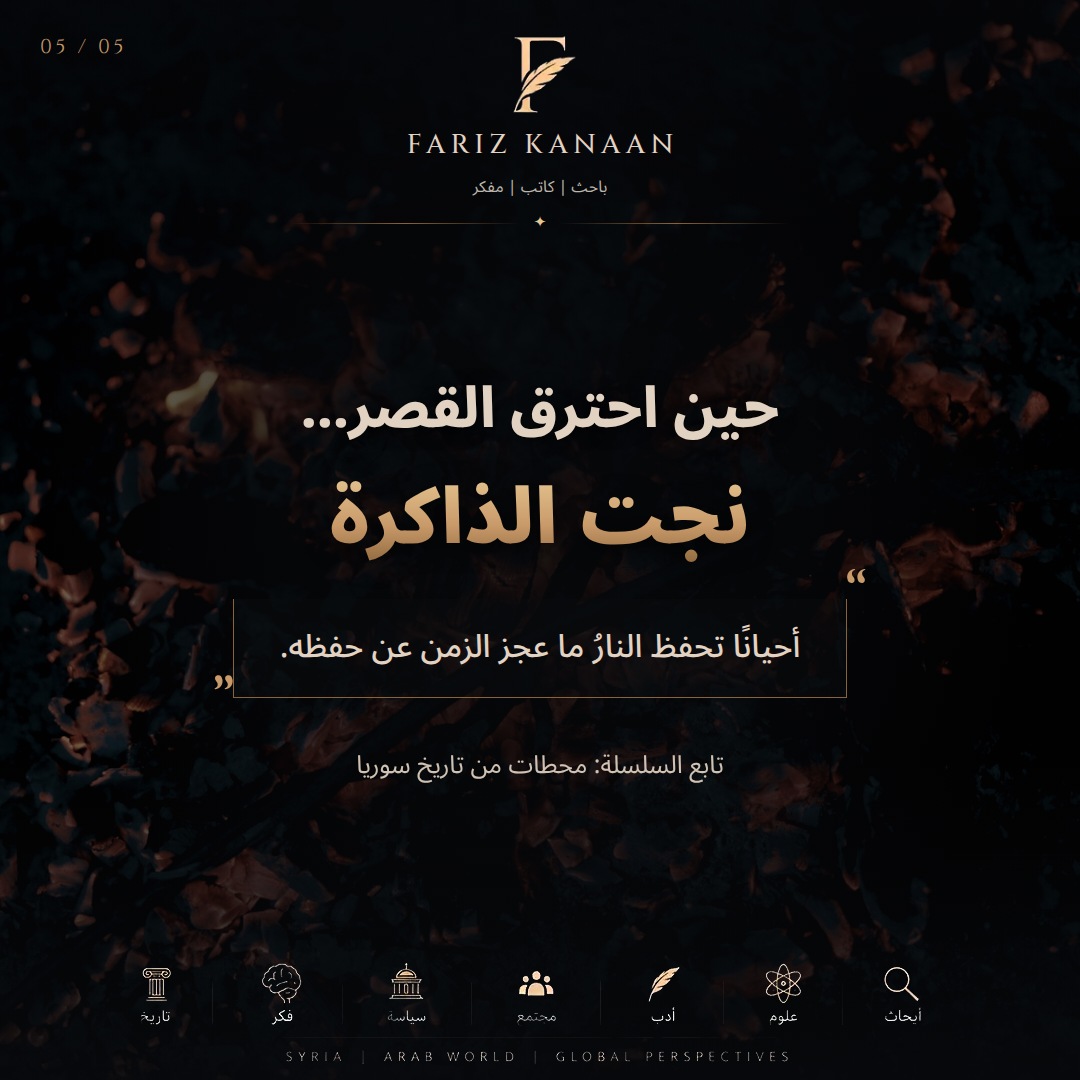 05 / 05
FARIZ KANAAN
باحث | كاتب | مفكر
حين احترق القصر...
نجت الذاكرة
“
أحيانًا تحفظ النارُ ما عجز الزمن عن حفظه.
”
تابع السلسلة: محطات من تاريخ سوريا
أبحاث
علوم
أدب
مجتمع
سياسة
فكر
تاريخ
SYRIA | ARAB WORLD | GLOBAL PERSPECTIVES